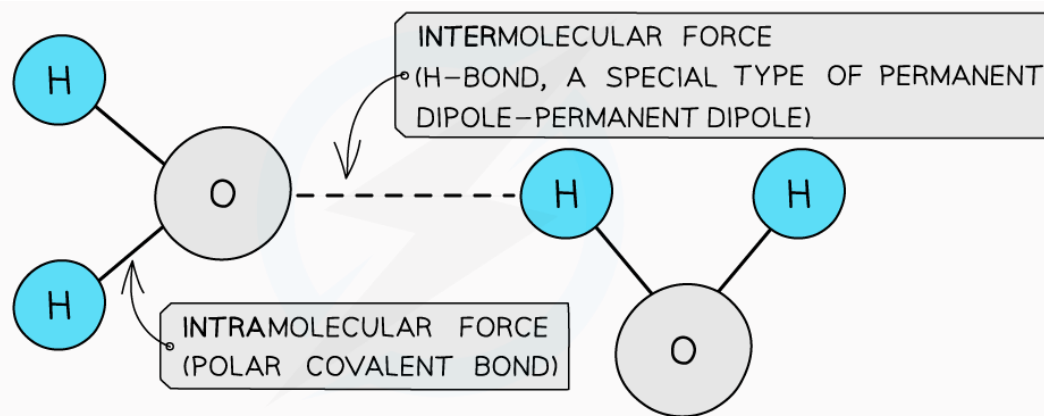 INTERMOLECULAR FORCE
(H-BOND, A SPECIAL TYPE OF PERMANENT
DIPOLE-PERMANENT DIPOLE)
H
O
H
H
H
INTRAMOLECULAR FORCE
(POLAR COVALENT BOND)
O